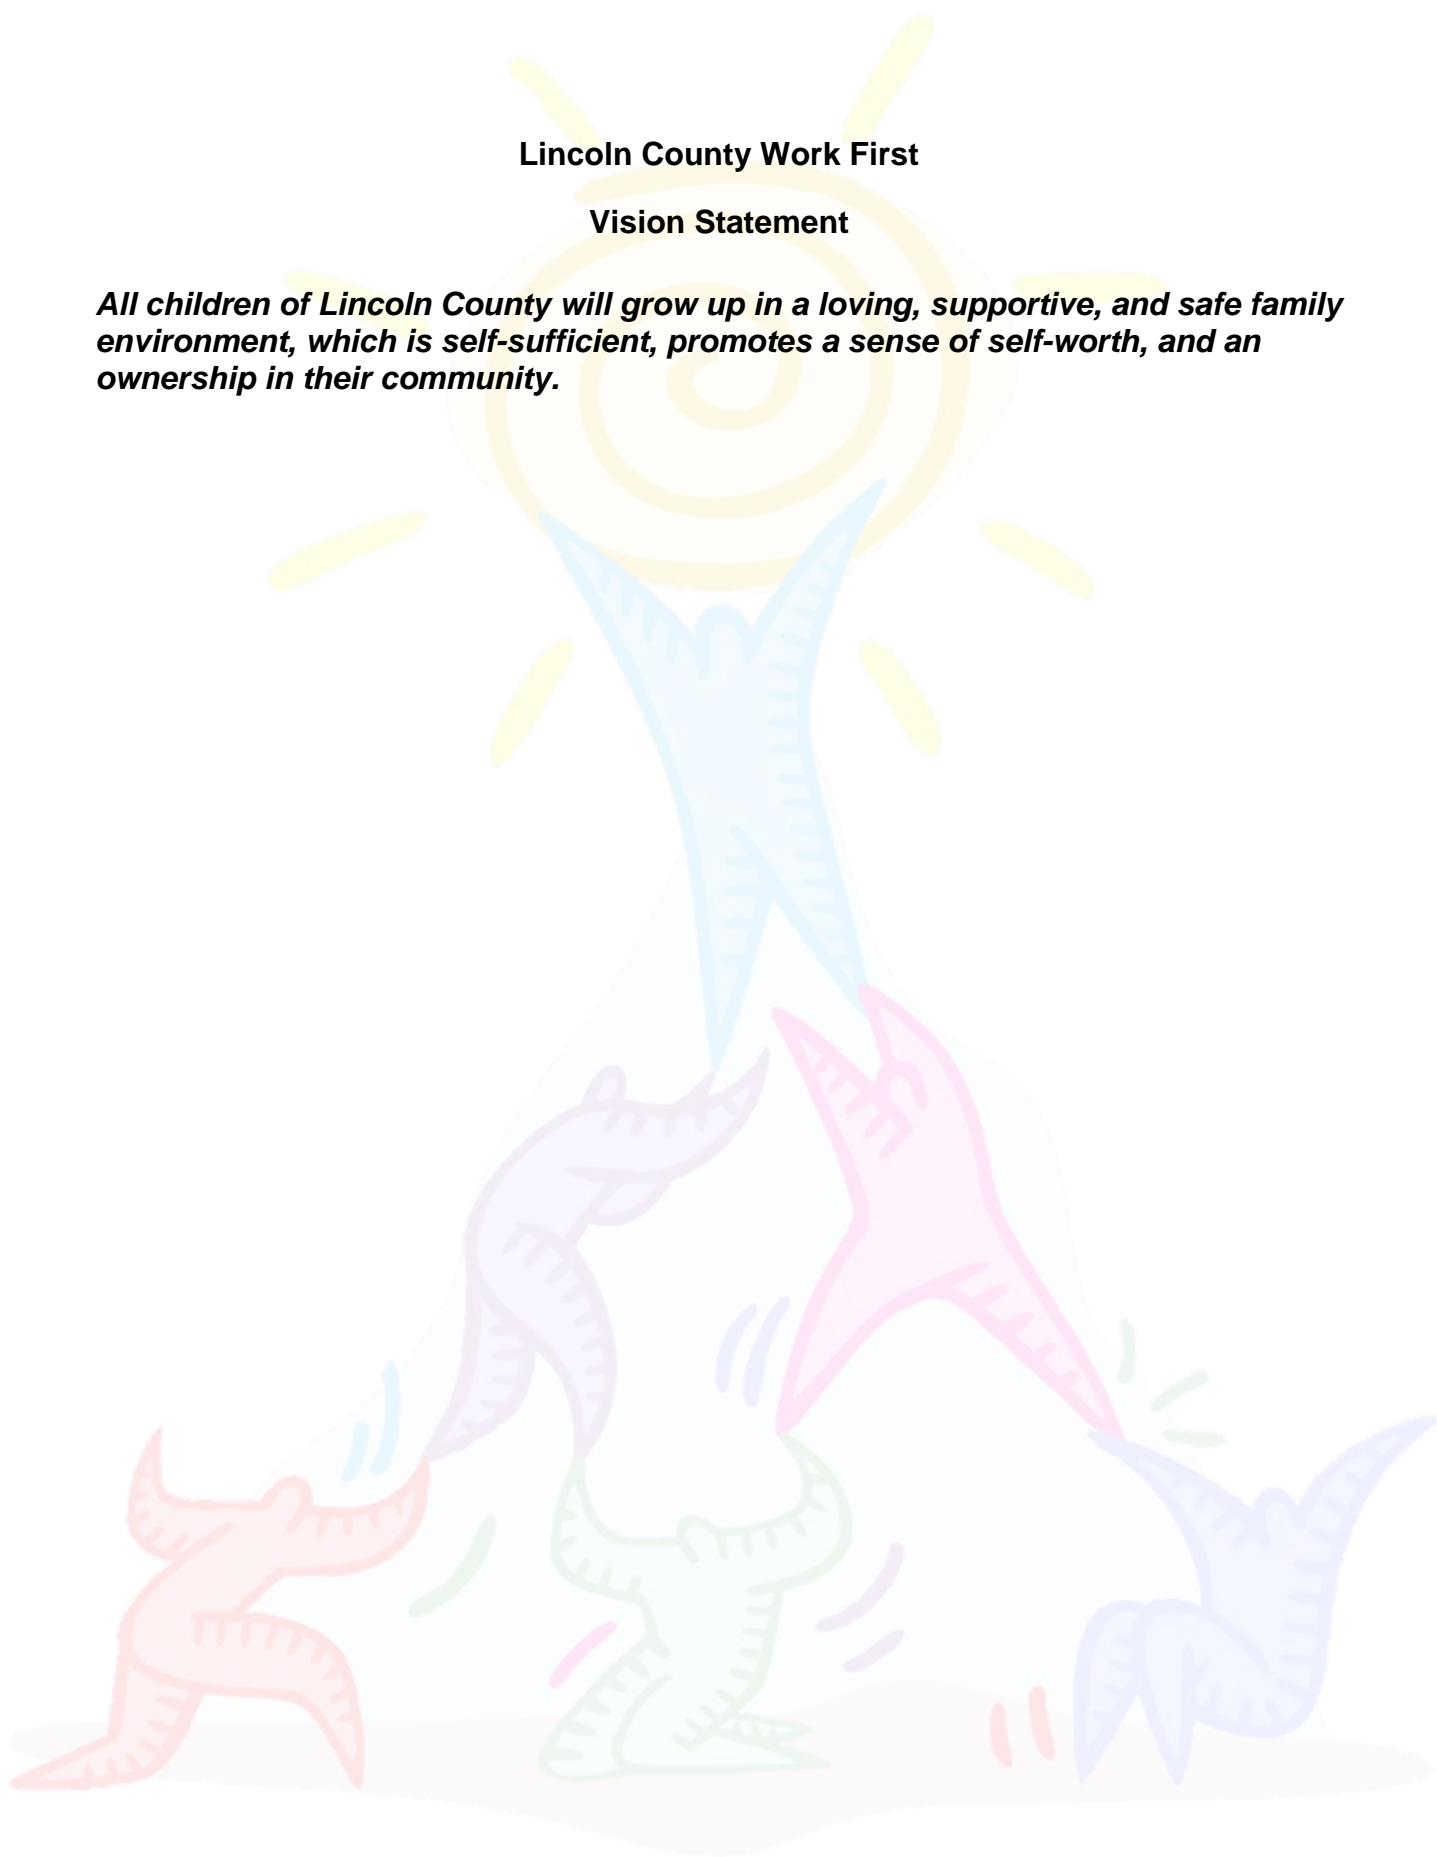 Lincoln County Work First
Vision Statement
All children of Lincoln County will grow up in a loving, supportive, and safe family
environment, which is self-sufficient, promotes a sense of self-worth, and an
ownership in their community.